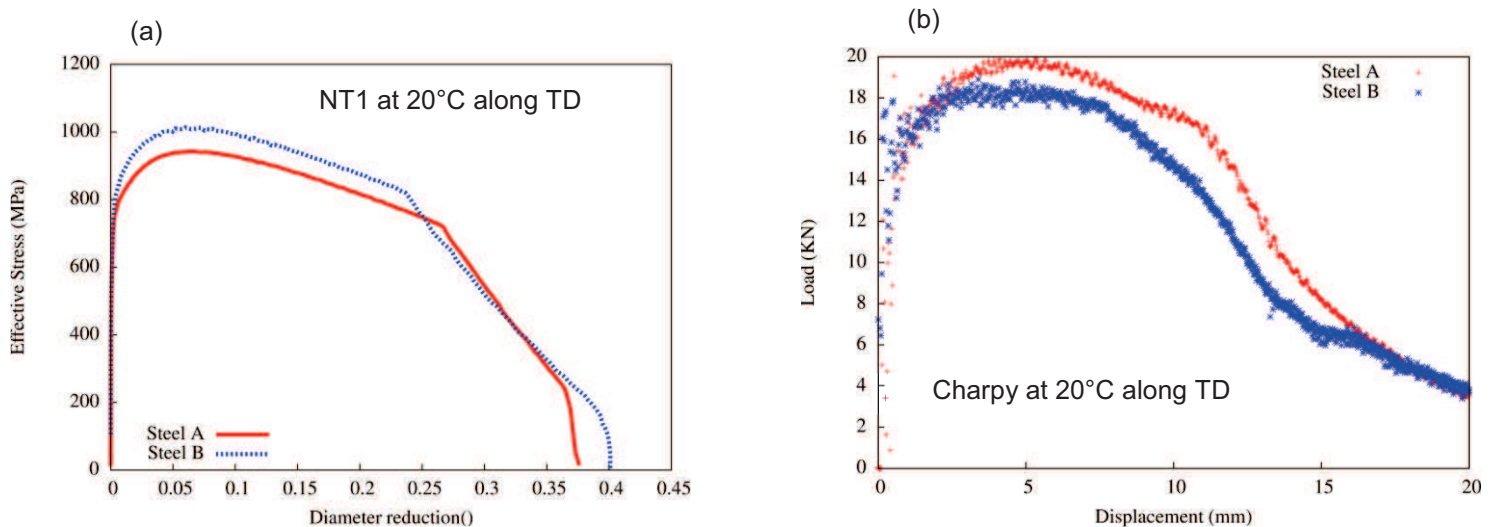 (a)
1200
1000
800
600
400
200
0
Effective Stress (MPa)
NT1 at 20°C along TD
Steel A
Steel B
0 0.05 0.1 0.15 0.2 0.25 0.3 0.35 0.4 0.45
Diameter reduction()
(b)
20
18
16
14
12
10
8
6
4
2
0
Load (KN)
Steel A
Steel B
Charpy at 20°C along TD
0 5 10 15 20
Displacement (mm)